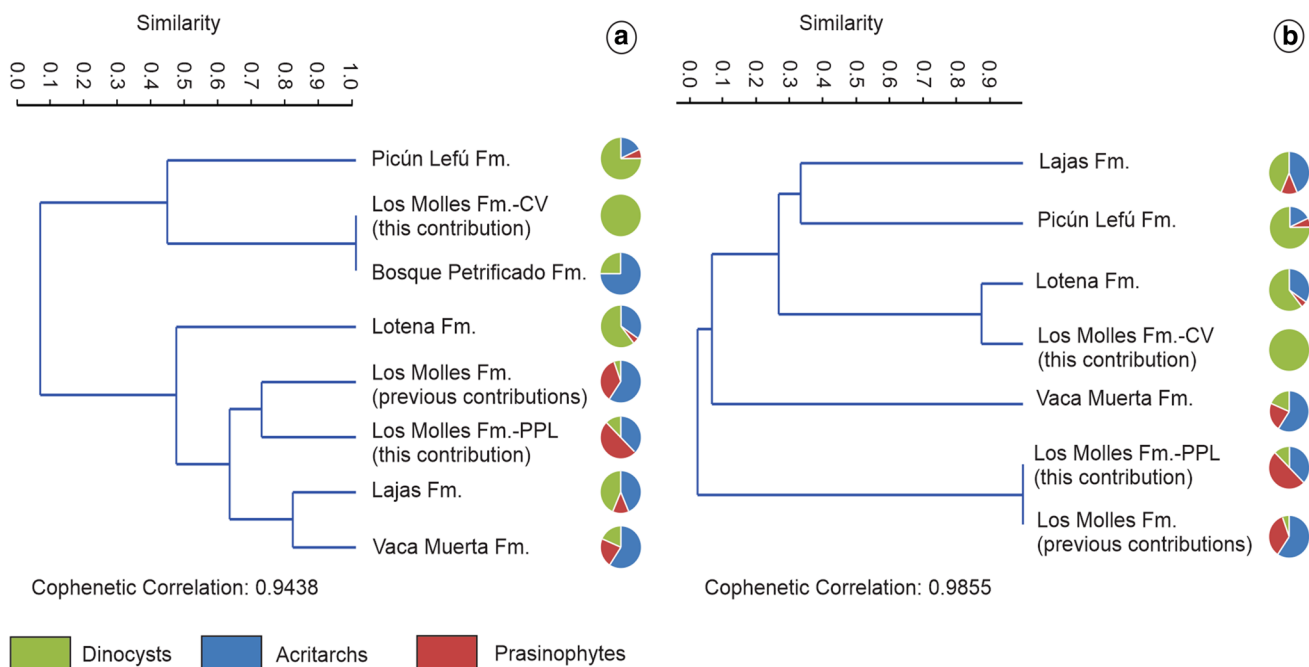 Similarity
a
0.0 0.1 0.2 0.3 0.4 0.5 0.6 0.7 0.8 0.9 1.0
Picún Lefú Fm.
Los Molles Fm.-CV
(this contribution)
Bosque Petrificado Fm.
Lotena Fm.
Los Molles Fm.
(previous contributions)
Los Molles Fm.-PPL
(this contribution)
Lajas Fm.
Vaca Muerta Fm.
Cophenetic Correlation: 0.9438
Similarity
b
0.0 0.1 0.2 0.3 0.4 0.5 0.6 0.7 0.8 0.9
Lajas Fm.
Picún Lefú Fm.
Lotena Fm.
Los Molles Fm.-CV
(this contribution)
Vaca Muerta Fm.
Los Molles Fm.-PPL
(this contribution)
Los Molles Fm.
(previous contributions)
Cophenetic Correlation: 0.9855
Dinocysts Acritarchs Prasinophytes